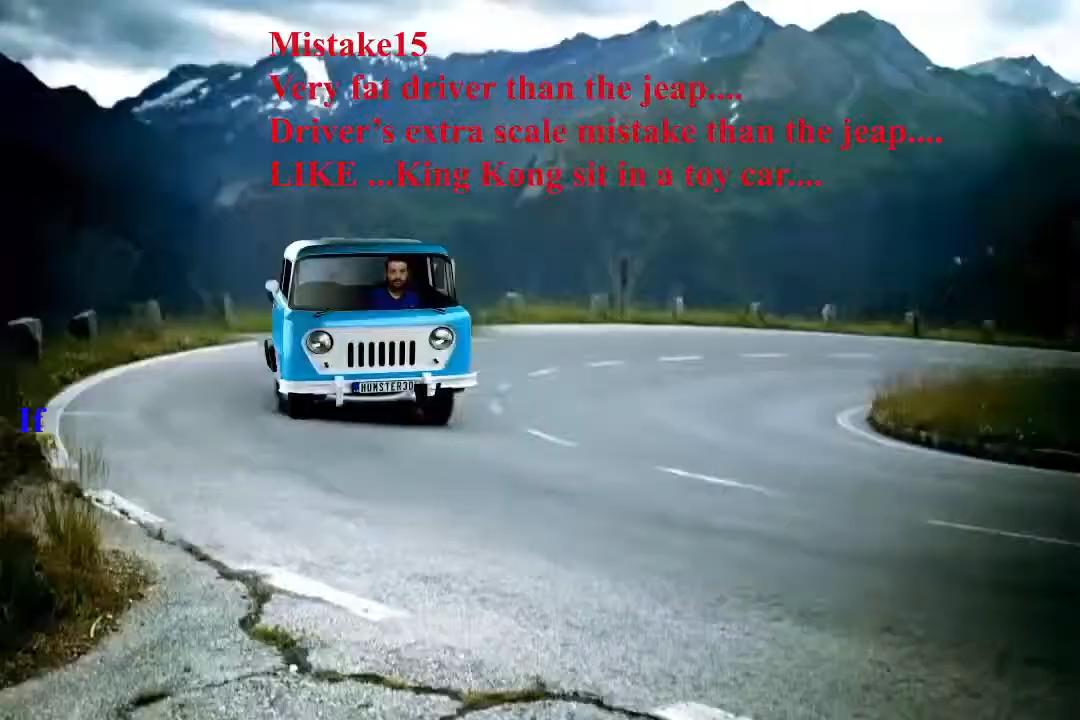 Mistake15
Very fat driver than the jeap....
Driver's extra scale mistake than the jeap....
LIKE ...King Kong sit in a toy car....
HUMSTER3D
If